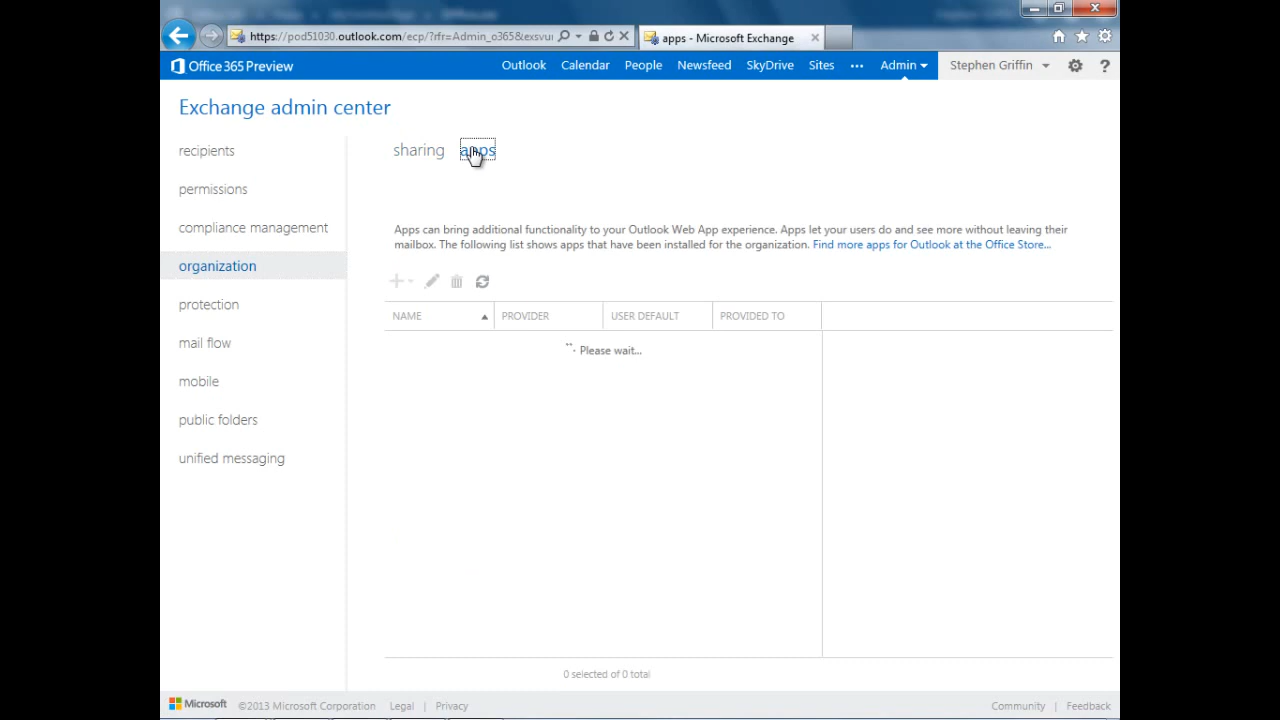 https://pod51030.outlook.com/ecp/?rfr=Admin_o365&exsvur
apps - Microsoft Exchange
Office 365 Preview
Outlook Calendar People Newsfeed SkyDrive Sites ... Admin Stephen Griffin ?
Exchange admin center
recipients
permissions
compliance management
organization
protection
mail flow
mobile
public folders
unified messaging
sharing apps
Apps can bring additional functionality to your Outlook Web App experience. Apps let your users do and see more without leaving their
mailbox. The following list shows apps that have been installed for the organization. Find more apps for Outlook at the Office Store...
NAME PROVIDER USER DEFAULT PROVIDED TO
Please wait...
0 selected of 0 total
Microsoft ©2013 Microsoft Corporation Legal Privacy Community Feedback